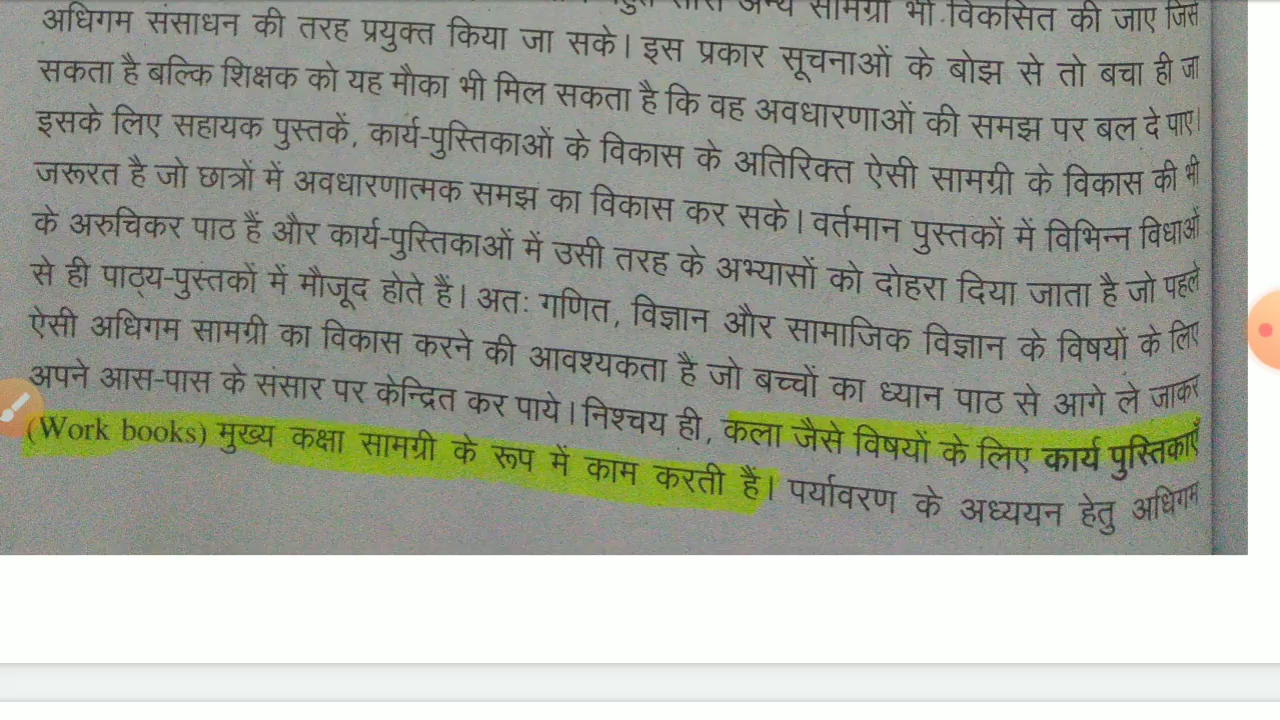 अन्य सामग्री भी विकसित की जाए जिसे
अधिगम संसाधन की तरह प्रयुक्त किया जा सके। इस प्रकार सूचनाओं के बोझ से तो बचा ही जा
सकता है बल्कि शिक्षक को यह मौका भी मिल सकता है कि वह अवधारणाओं की समझ पर बल दे पाए।
इसके लिए सहायक पुस्तकें, कार्य-पुस्तिकाओं के विकास के अतिरिक्त ऐसी सामग्री के विकास की भी
जरूरत है जो छात्रों में अवधारणात्मक समझ का विकास कर सके। वर्तमान पुस्तकों में विभिन्न विधाओं
के अरुचिकर पाठ हैं और कार्य-पुस्तिकाओं में उसी तरह के अभ्यासों को दोहरा दिया जाता है जो पहले
से ही पाठ्य-पुस्तकों में मौजूद होते हैं। अतः गणित, विज्ञान और सामाजिक विज्ञान के विषयों के लिए
ऐसी अधिगम सामग्री का विकास करने की आवश्यकता है जो बच्चों का ध्यान पाठ से आगे ले जाकर
अपने आस-पास के संसार पर केन्द्रित कर पाये। निश्चय ही, कला जैसे विषयों के लिए कार्य पुस्तिकाएँ
(Work books) मुख्य कक्षा सामग्री के रूप में काम करती हैं। पर्यावरण के अध्ययन हेतु अधिगम